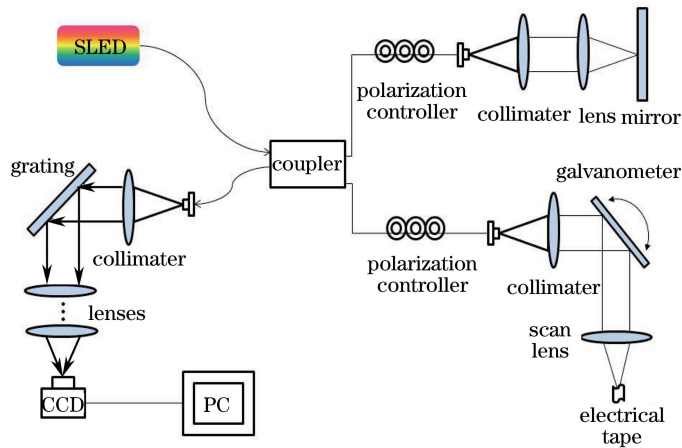 SLED
polarization
controller
collimater
lens
mirror
coupler
grating
galvanometer
collimater
polarization
controller
collimater
lenses
scan
lens
CCD
PC
electrical
tape